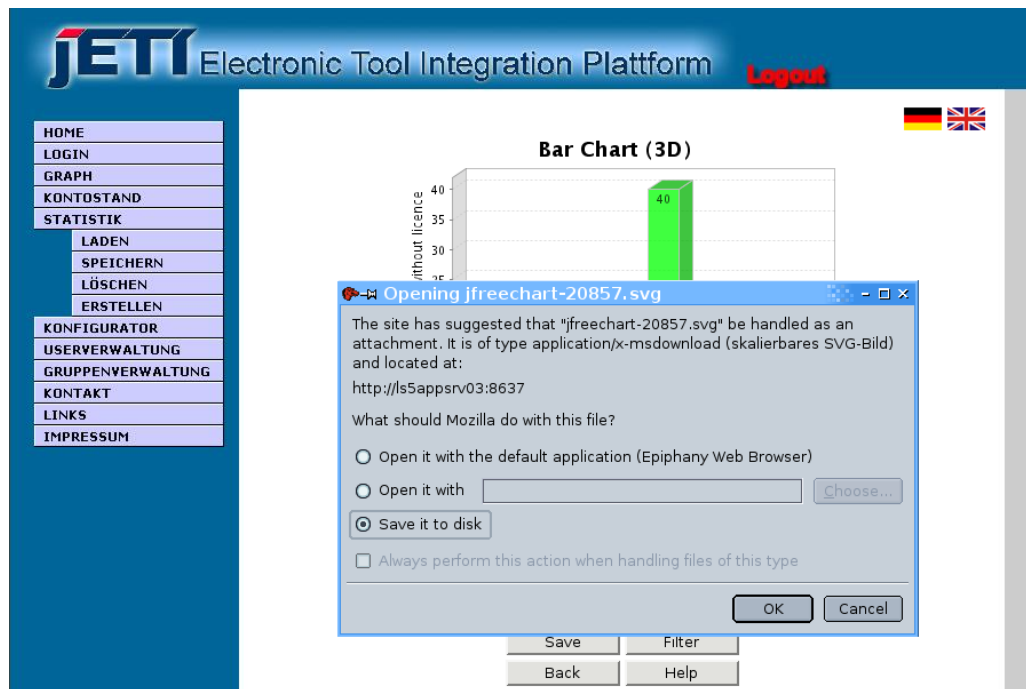 jETI Electronic Tool Integration Plattform
Logout
HOME
LOGIN
GRAPH
KONTOSTAND
STATISTIK
LADEN
SPEICHERN
LÖSCHEN
ERSTELLEN
KONFIGURATOR
USERVERWALTUNG
GRUPPENVERWALTUNG
KONTAKT
LINKS
IMPRESSUM
Bar Chart (3D)
40
35
30
without licence
40
Opening jfreechart-20857.svg
The site has suggested that "jfreechart-20857.svg" be handled as an
attachment. It is of type application/x-msdownload (skalierbares SVG-Bild)
and located at:
http://ls5appsrv03:8637
What should Mozilla do with this file?
Open it with the default application (Epiphany Web Browser)
Open it with
Choose...
Save it to disk
Always perform this action when handling files of this type
OK Cancel
Save Filter
Back Help